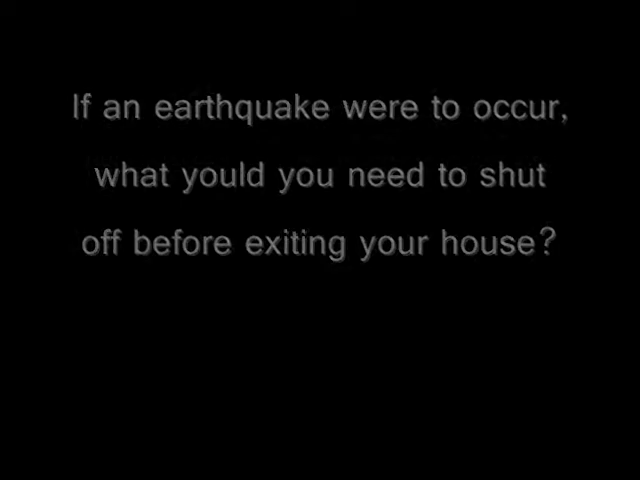 If an earthquake were to occur,
what yould you need to shut
off before exiting your house?